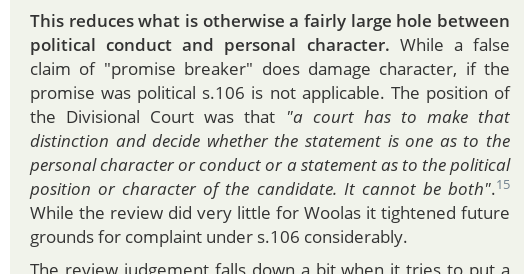 This reduces what is otherwise a fairly large hole between
political conduct and personal character. While a false
claim of "promise breaker" does damage character, if the
promise was political s.106 is not applicable. The position of
the Divisional Court was that "a court has to make that
distinction and decide whether the statement is one as to the
personal character or conduct or a statement as to the political
position or character of the candidate. It cannot be both".15
While the review did very little for Woolas it tightened future
grounds for complaint under s.106 considerably.
The review judgement falls down a bit when it tries to put a